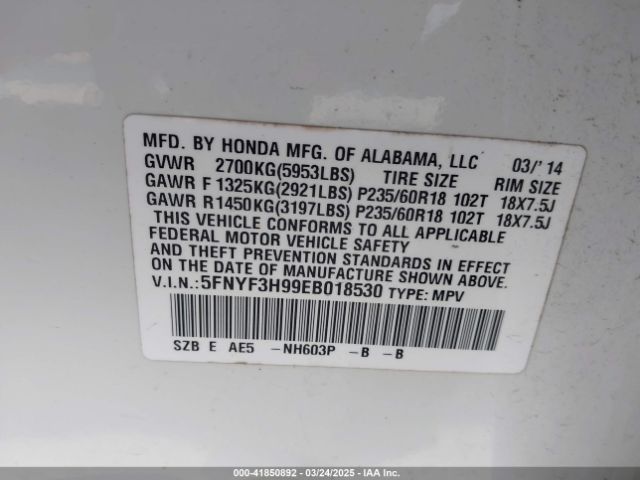 MFD. BY HONDA MFG. OF ALABAMA, LLC 03/'14
GVWR 2700KG(5953LBS) TIRE SIZE RIM SIZE
GAWR F 1325KG(2921LBS) P235/60R18 102T 18X7.5J
GAWR R1450KG(3197LBS) P235/60R18 102T 18X7.5J
THIS VEHICLE CONFORMS TO ALL APPLICABLE
FEDERAL MOTOR VEHICLE SAFETY
AND THEFT PREVENTION STANDARDS IN EFFECT
ON THE DATE OF MANUFACTURE SHOWN ABOVE.
V.I.N.:5FNYF3H99EB018530 TYPE: MPV
SZB E AE5 -NH603P -B -B
000-41850892 / 03/24/2025 / IAAI.COM